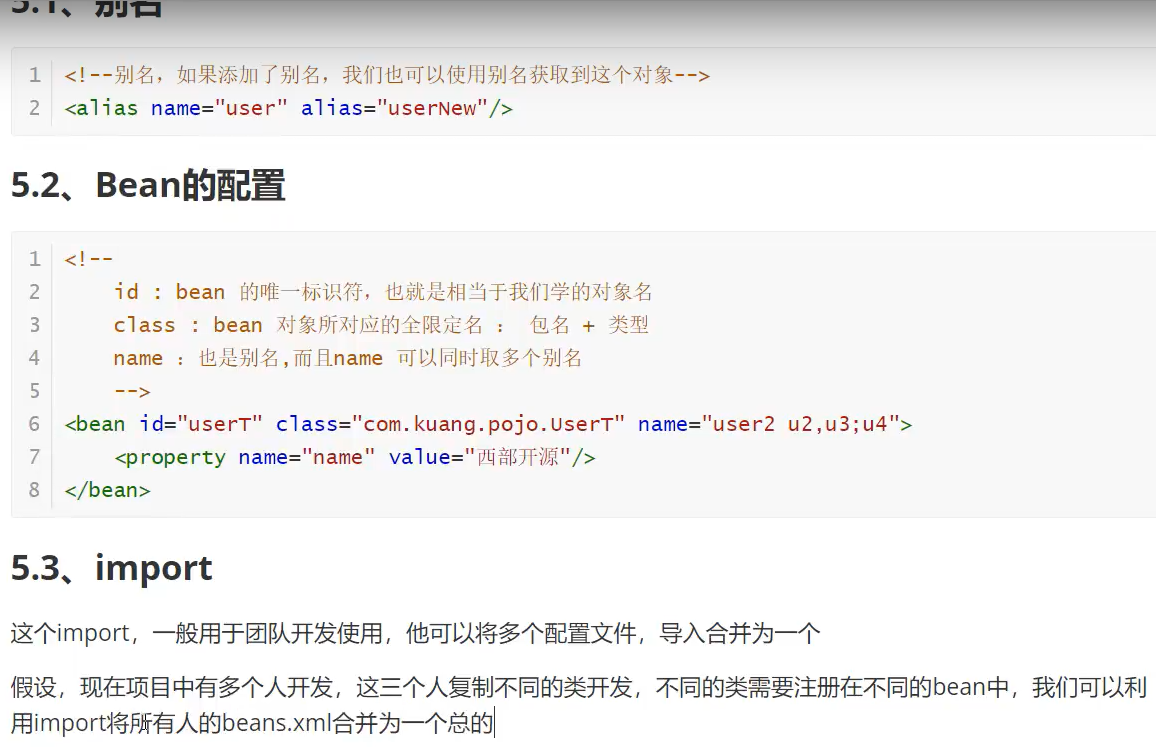 5.1、别名
1 <!--别名，如果添加了别名，我们也可以使用别名获取到这个对象-->
2 <alias name="user" alias="userNew"/>
5.2、Bean的配置
1 <!--
2 id : bean 的唯一标识符，也就是相当于我们学的对象名
3 class : bean 对象所对应的全限定名 ： 包名 + 类型
4 name ：也是别名,而且name 可以同时取多个别名
5 -->
6 <bean id="userT" class="com.kuang.pojo.UserT" name="user2 u2,u3;u4">
7 <property name="name" value="西部开源"/>
8 </bean>
5.3、import
这个import，一般用于团队开发使用，他可以将多个配置文件，导入合并为一个
假设，现在项目中有多个人开发，这三个人复制不同的类开发，不同的类需要注册在不同的bean中，我们可以利
用import将所有人的beans.xml合并为一个总的